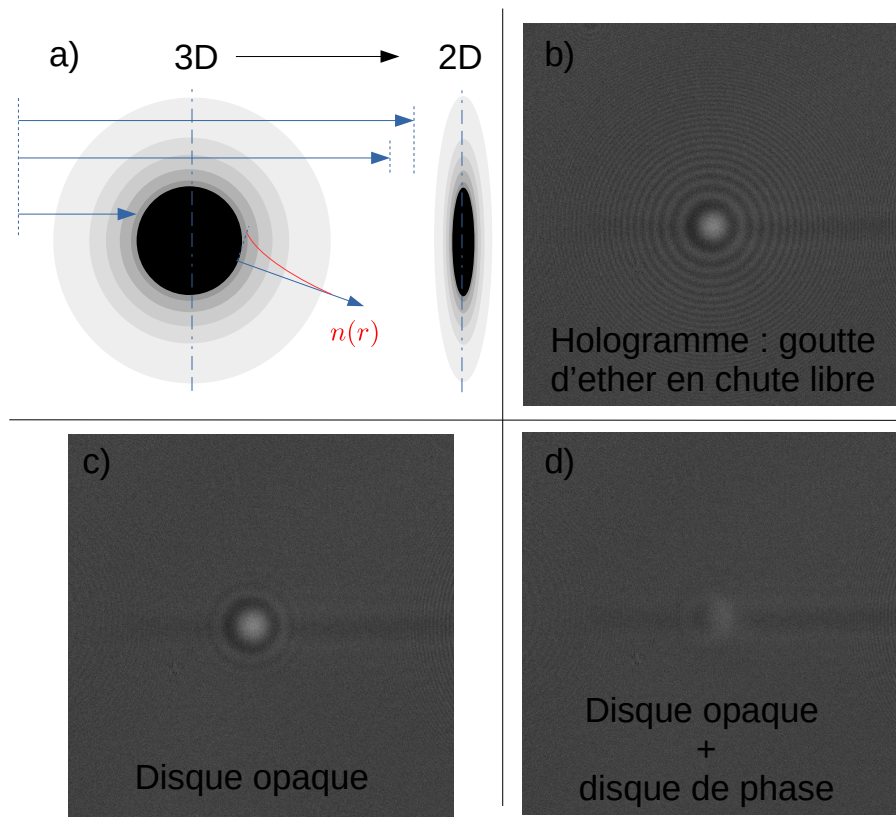 a)
3D
2D
n(r)
b)
Hologramme : goutte
d'ether en chute libre
c)
Disque opaque
d)
Disque opaque
+
disque de phase